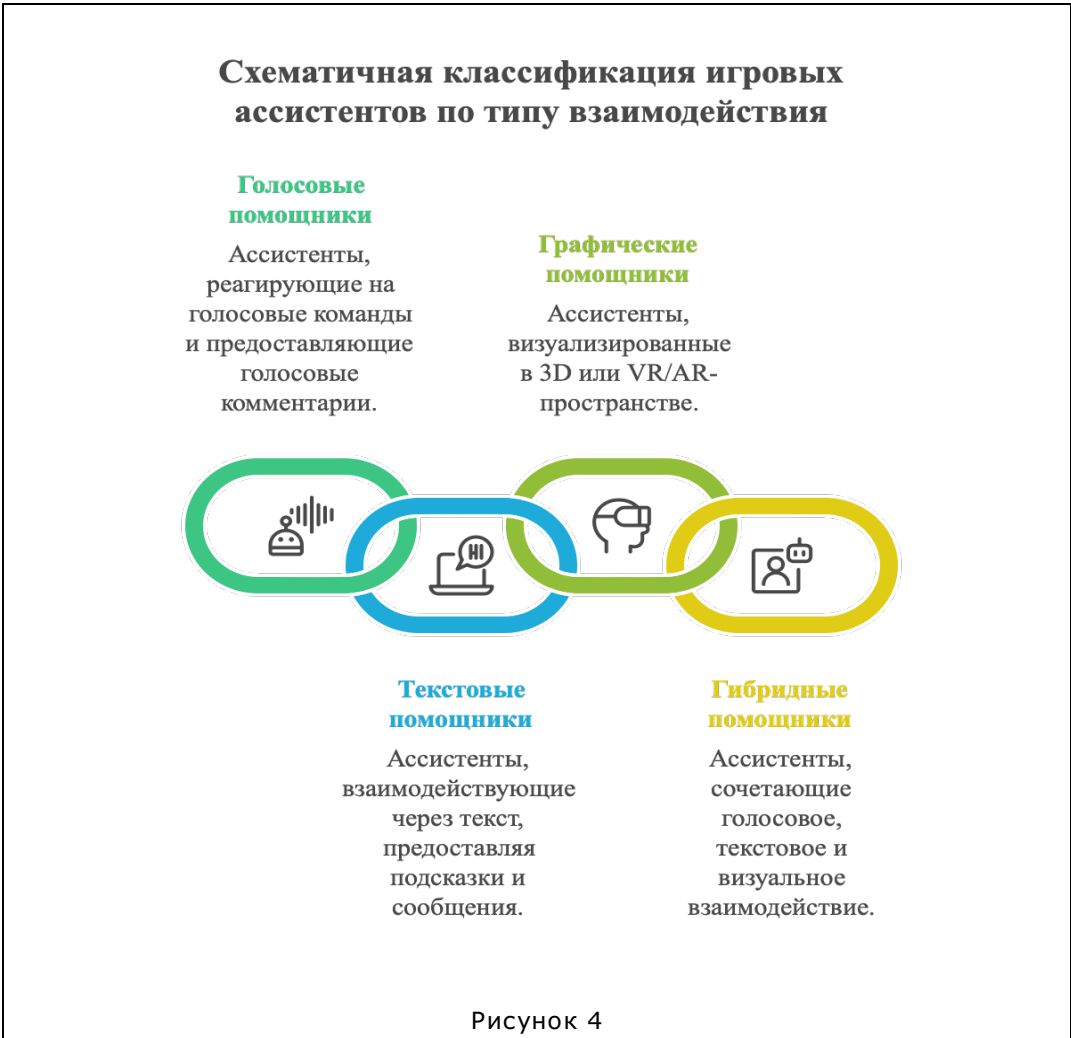 Схематичная классификация игровых
ассистентов по типу взаимодействия
Голосовые
помощники
Ассистенты,
реагирующие на
голосовые команды
и предоставляющие
голосовые
комментарии.
Графические
помощники
Ассистенты,
визуализированные
в 3D или VR/AR-
пространстве.
HI
Текстовые
помощники
Ассистенты,
взаимодействующие
через текст,
предоставляя
подсказки и
сообщения.
Гибридные
помощники
Ассистенты,
сочетающие
голосовое,
текстовое и
визуальное
взаимодействие.
Рисунок 4